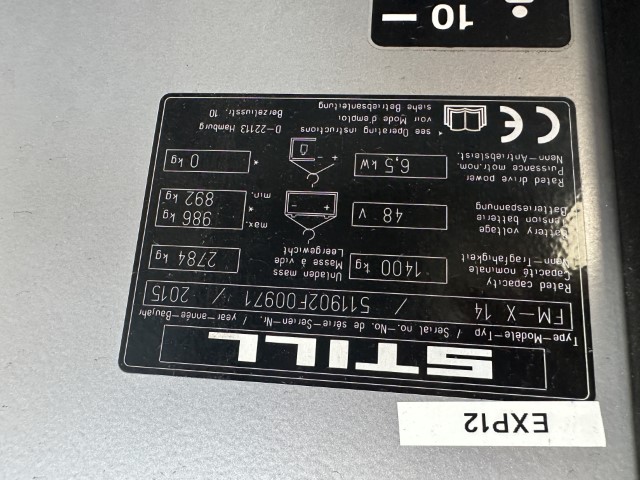 EXP12
STILL
Type-Modèle-Typ / Serial no.-No. de série-Serien-Nr. / year-année-Baujahr
FM-X 14 / 511902F00971 / 2015
Rated capacity
Capacité nominale
Nenn-Tragfähigkeit
1400 kg
Unladen mass
Masse à vide
Leergewicht
2784 kg
Battery voltage
Tension batterie
Batteriespannung
48 V
max.
986 kg
*
min.
892 kg
Rated drive power
Puissance motr.nom.
Nenn-Antriebsleist.
6,5 kW
*
0 kg
* see Operating instructions
voir Mode d'emploi
siehe Betriebsanleitung
D-22113 Hamburg
Berzeliusstr. 10
CE
10